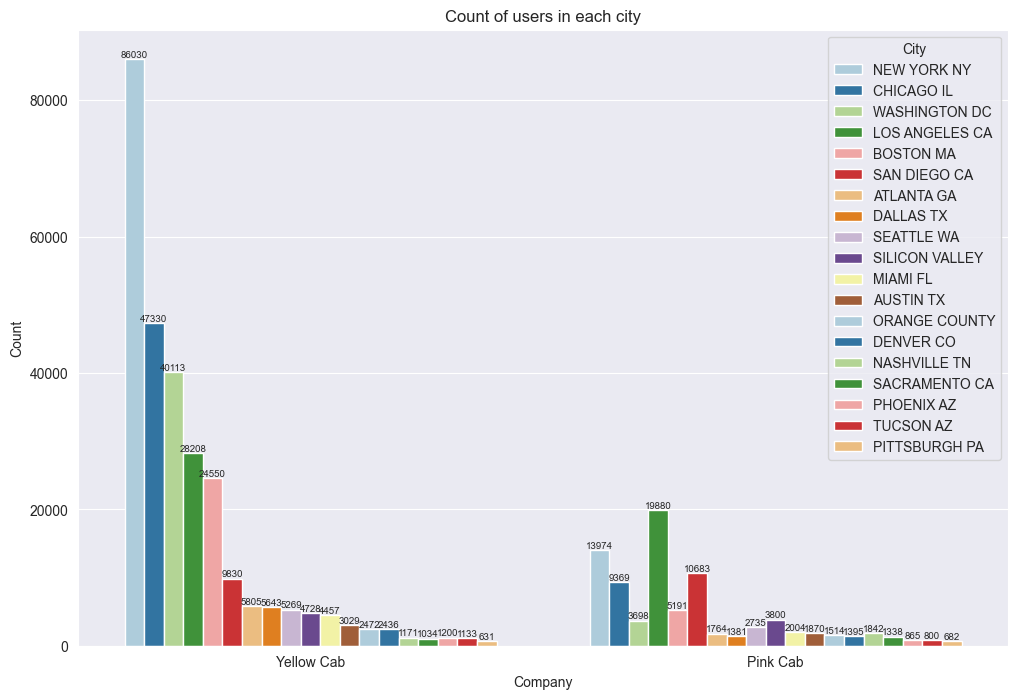 Count of users in each city
City
NEW YORK NY
CHICAGO IL
WASHINGTON DC
LOS ANGELES CA
BOSTON MA
SAN DIEGO CA
ATLANTA GA
DALLAS TX
SEATTLE WA
SILICON VALLEY
MIAMI FL
AUSTIN TX
ORANGE COUNTY
DENVER CO
NASHVILLE TN
SACRAMENTO CA
PHOENIX AZ
TUCSON AZ
PITTSBURGH PA
Count
80000
60000
40000
20000
0
86030
47330
40113
28208
24550
9830
5805
5643
5269
4728
4457
3029
2472
2436
1171
1034
1200
1133
631
13974
9369
3698
19880
5191
10683
1764
1381
2735
3800
2004
1870
1514
1395
1842
1338
865
800
682
Yellow Cab
Pink Cab
Company